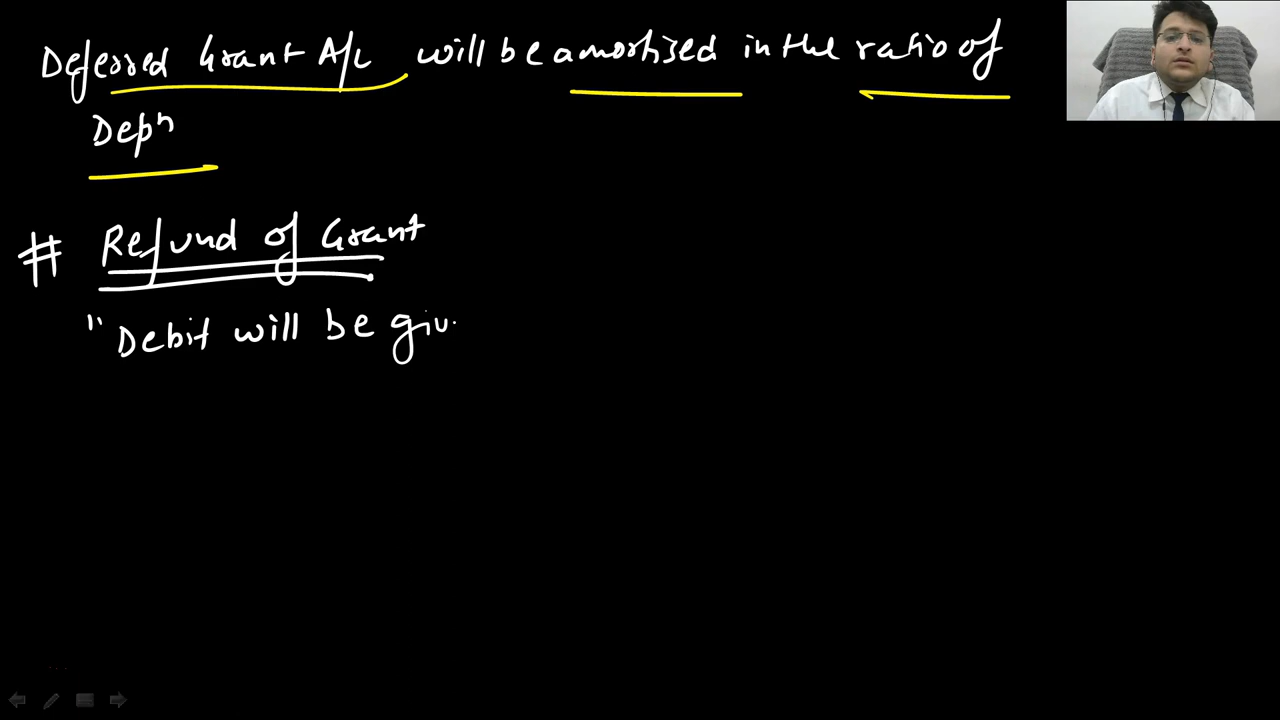 Deferred Grant A/c will be amortised in the ratio of
Depn
# Refund of Grant
"Debit will be giv